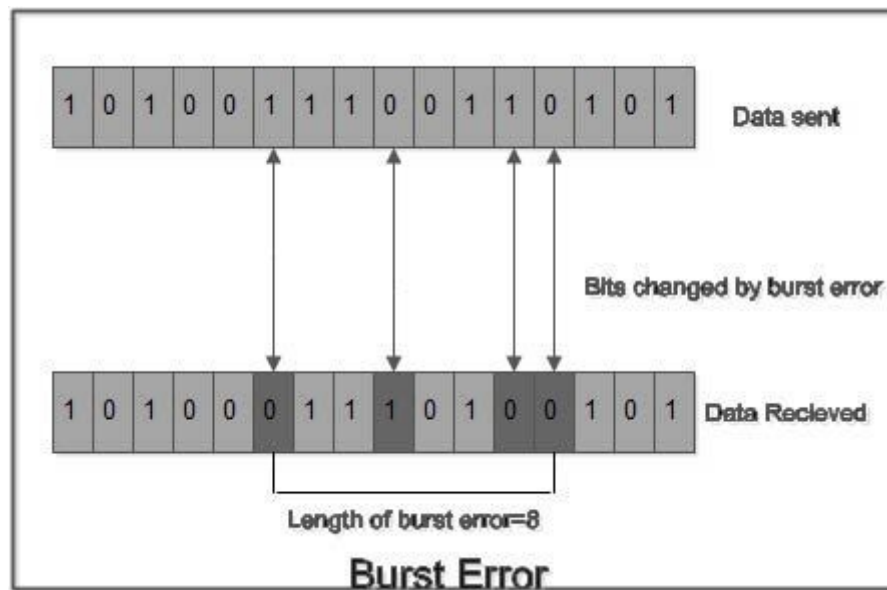 1 0 1 0 0 1 1 1 0 0 1 1 0 1 0 1
Data sent
Bits changed by burst error
1 0 1 0 0 0 1 1 1 0 1 0 0 1 0 1
Data Recieved
Length of burst error=8
Burst Error